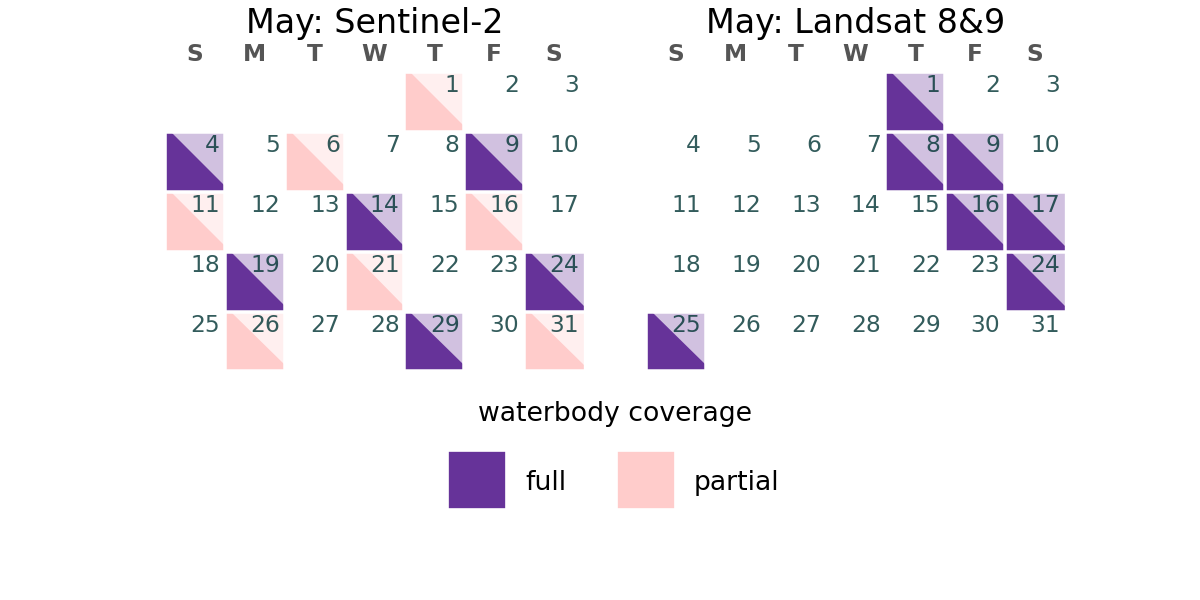 May: Sentinel-2
S M T W T F S
1 2 3
4 5 6 7 8 9 10
11 12 13 14 15 16 17
18 19 20 21 22 23 24
25 26 27 28 29 30 31
May: Landsat 8&9
S M T W T F S
1 2 3
4 5 6 7 8 9 10
11 12 13 14 15 16 17
18 19 20 21 22 23 24
25 26 27 28 29 30 31
waterbody coverage
full partial